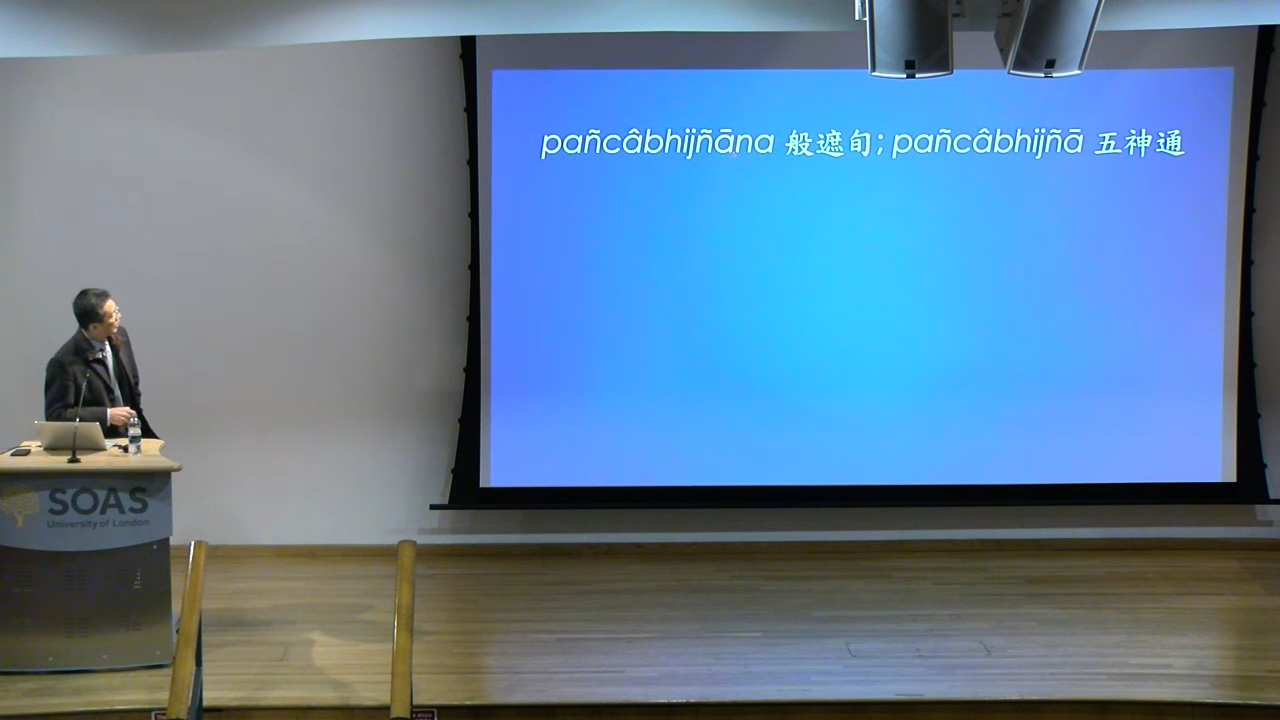 pañcâbhijñāna 般遮旬; pañcâbhijñā 五神通
SOAS
University of London